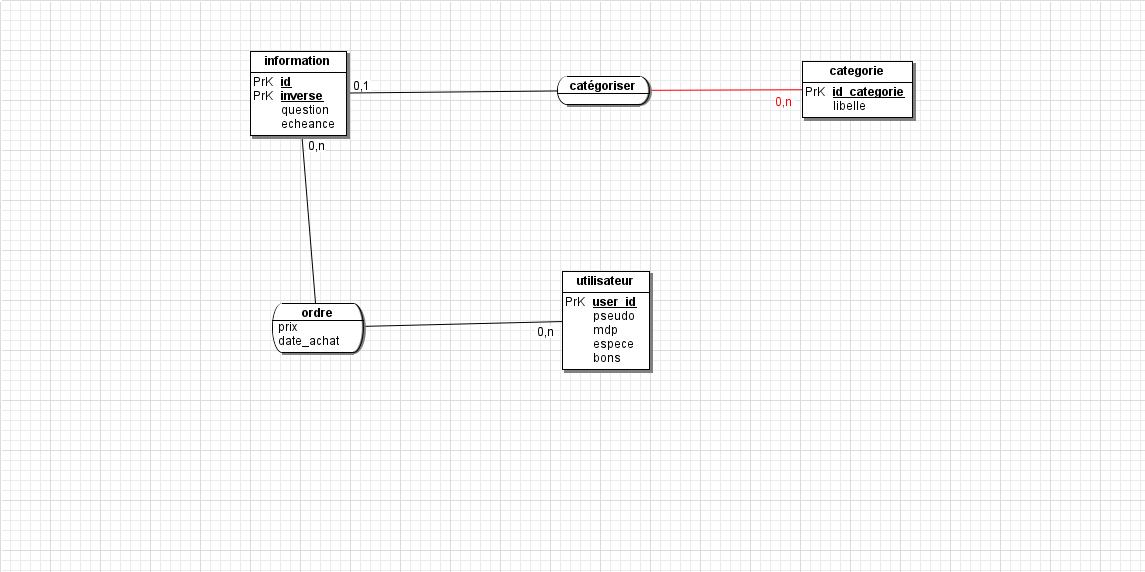 information
PrK id
PrK inverse
question
echeance
0,1
0,n
catégoriser
0,n
categorie
PrK id_categorie
libelle
ordre
prix
date_achat
0,n
utilisateur
PrK user_id
pseudo
mdp
espece
bons